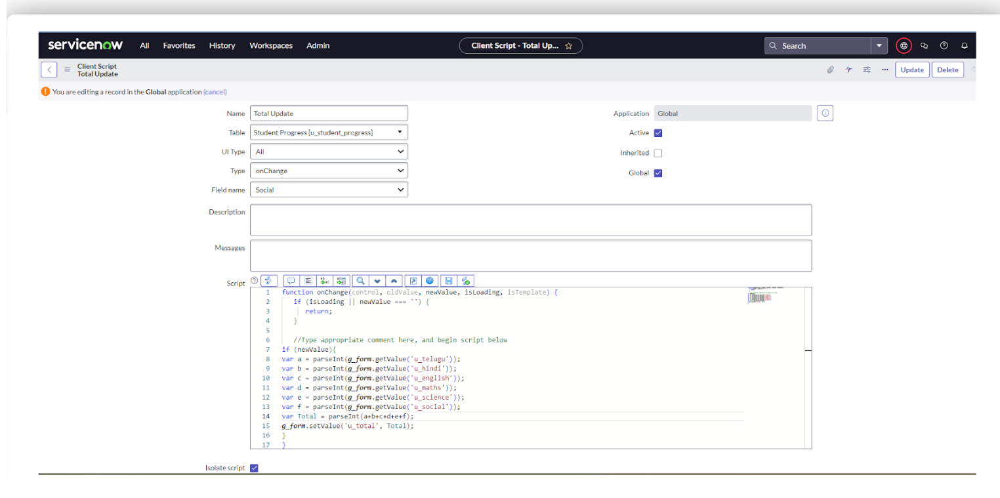 servicenow All Favorites History Workspaces Admin Client Script - Total Up... Search
Client Script
Total Update
Update Delete
You are editing a record in the Global application (cancel)
Name Total Update Application Global
Table Student Progress [u_student_progress] Active
UI Type All Inherited
Type onChange Global
Field name Social
Description
Messages
Script
1 function onChange(control, oldValue, newValue, isLoading, isTemplate) {
2 if (isLoading || newValue === '') {
3 return;
4 }
5
6 //Type appropriate comment here, and begin script below
7 if (newValue){
8 var a = parseInt(g_form.getValue('u_telugu'));
9 var b = parseInt(g_form.getValue('u_hindi'));
10 var c = parseInt(g_form.getValue('u_english'));
11 var d = parseInt(g_form.getValue('u_maths'));
12 var e = parseInt(g_form.getValue('u_science'));
13 var f = parseInt(g_form.getValue('u_social'));
14 var Total = parseInt(a+b+c+d+e+f);
15 g_form.setValue('u_total', Total);
16 }
17 }
Isolate script